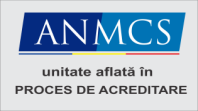 ANMCS
unitate aflată în
PROCES DE ACREDITARE